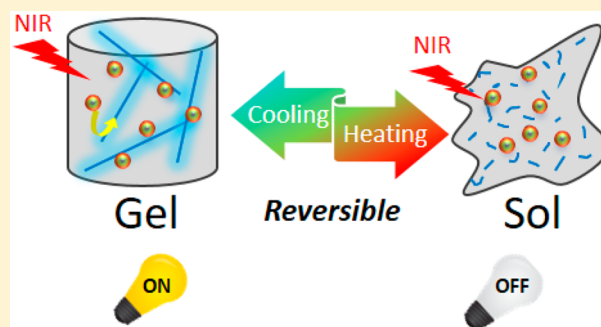 NIR
NIR
Cooling
Heating
Gel
Reversible
Sol
ON
OFF